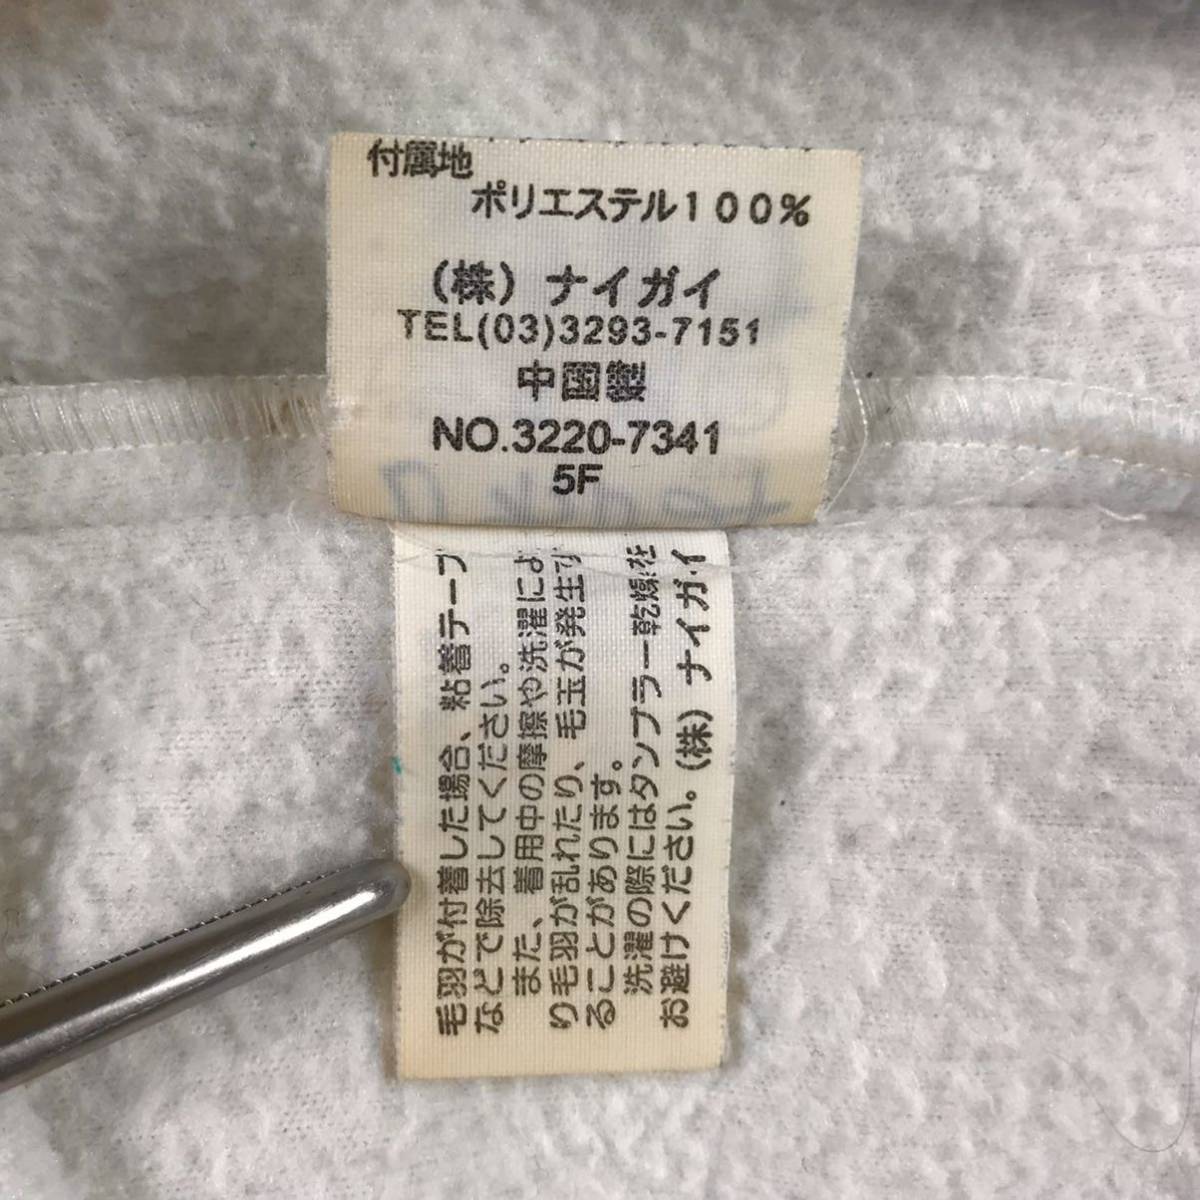 付属地
ポリエステル100%
(株) ナイガイ
TEL(03)3293-7151
中国製
NO.3220-7341
5F
毛羽が付着した場合、粘着テープ
などで除去してください。
また、着用中の摩擦や洗濯によ
り毛羽が乱れたり、毛玉が発生す
ることがあります。
洗濯の際にはタンブラー乾燥を
お避けください。(株) ナイガイ